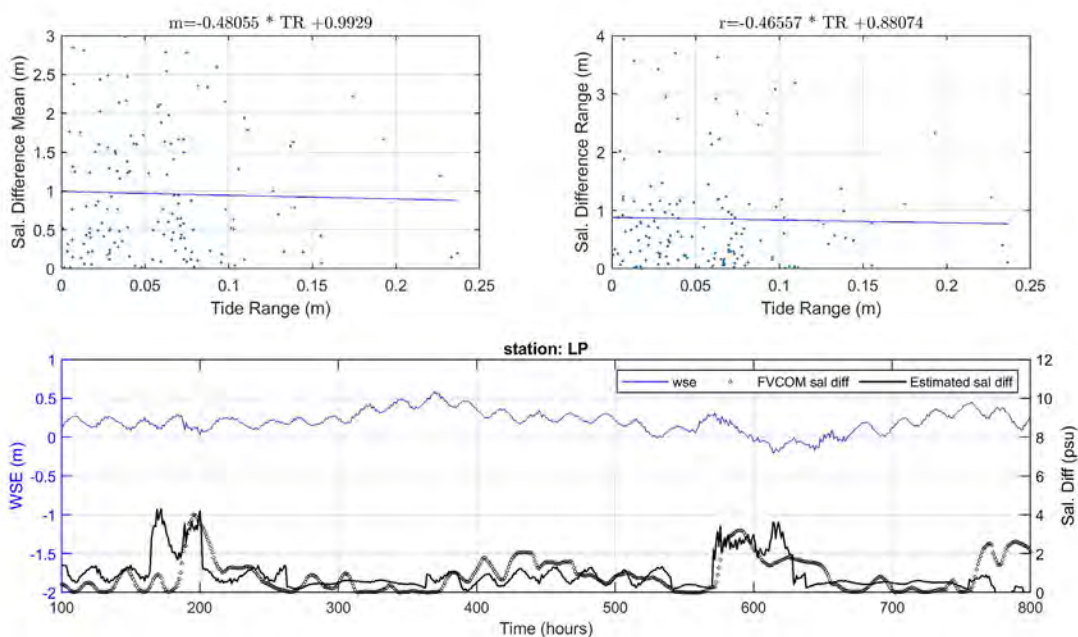 m=-0.48055 * TR +0.9929
r=-0.46557 * TR +0.88074
3
2.5
2
1.5
1
0.5
0
Sal. Difference Mean (m)
0 0.05 0.1 0.15 0.2 0.25
Tide Range (m)
4
3
2
1
0
Sal. Difference Range (m)
0 0.05 0.1 0.15 0.2 0.25
Tide Range (m)
station: LP
wse FVCOM sal diff Estimated sal diff
1
0.5
0
-0.5
-1
-1.5
-2
WSE (m)
12
10
8
6
4
2
0
Sal. Diff (psu)
100 200 300 400 500 600 700 800
Time (hours)